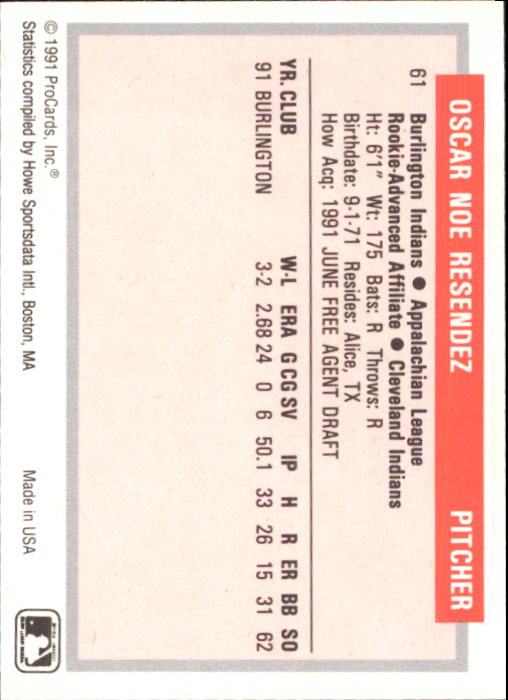 OSCAR NOE RESENDEZ PITCHER
61 Burlington Indians ● Appalachian League
Rookie-Advanced Affiliate ● Cleveland Indians
Ht: 6'1" Wt: 175 Bats: R Throws: R
Birthdate: 9-1-71 Resides: Alice, TX
How Acq: 1991 JUNE FREE AGENT DRAFT
YR. CLUB W-L ERA G CG SV IP H R ER BB SO
91 BURLINGTON 3-2 2.68 24 0 6 50.1 33 26 15 31 62
© 1991 ProCards, Inc.® Made in USA
Statistics compiled by Howe Sportsdata Intl., Boston, MA